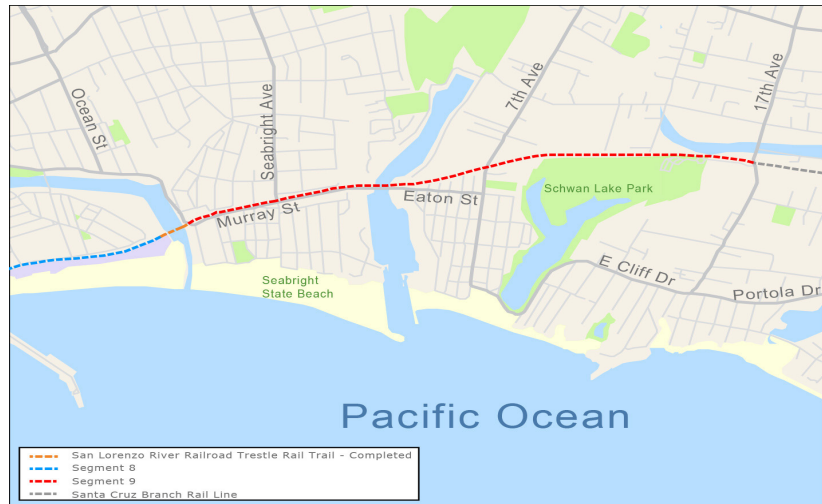 Ocean St
Seabright Ave
7th Ave
17th Ave
Murray St
Eaton St
Schwan Lake Park
E Cliff Dr
Portola Dr
Seabright
State Beach
Pacific Ocean
San Lorenzo River Railroad Trestle Rail Trail - Completed
Segment 8
Segment 9
Santa Cruz Branch Rail Line